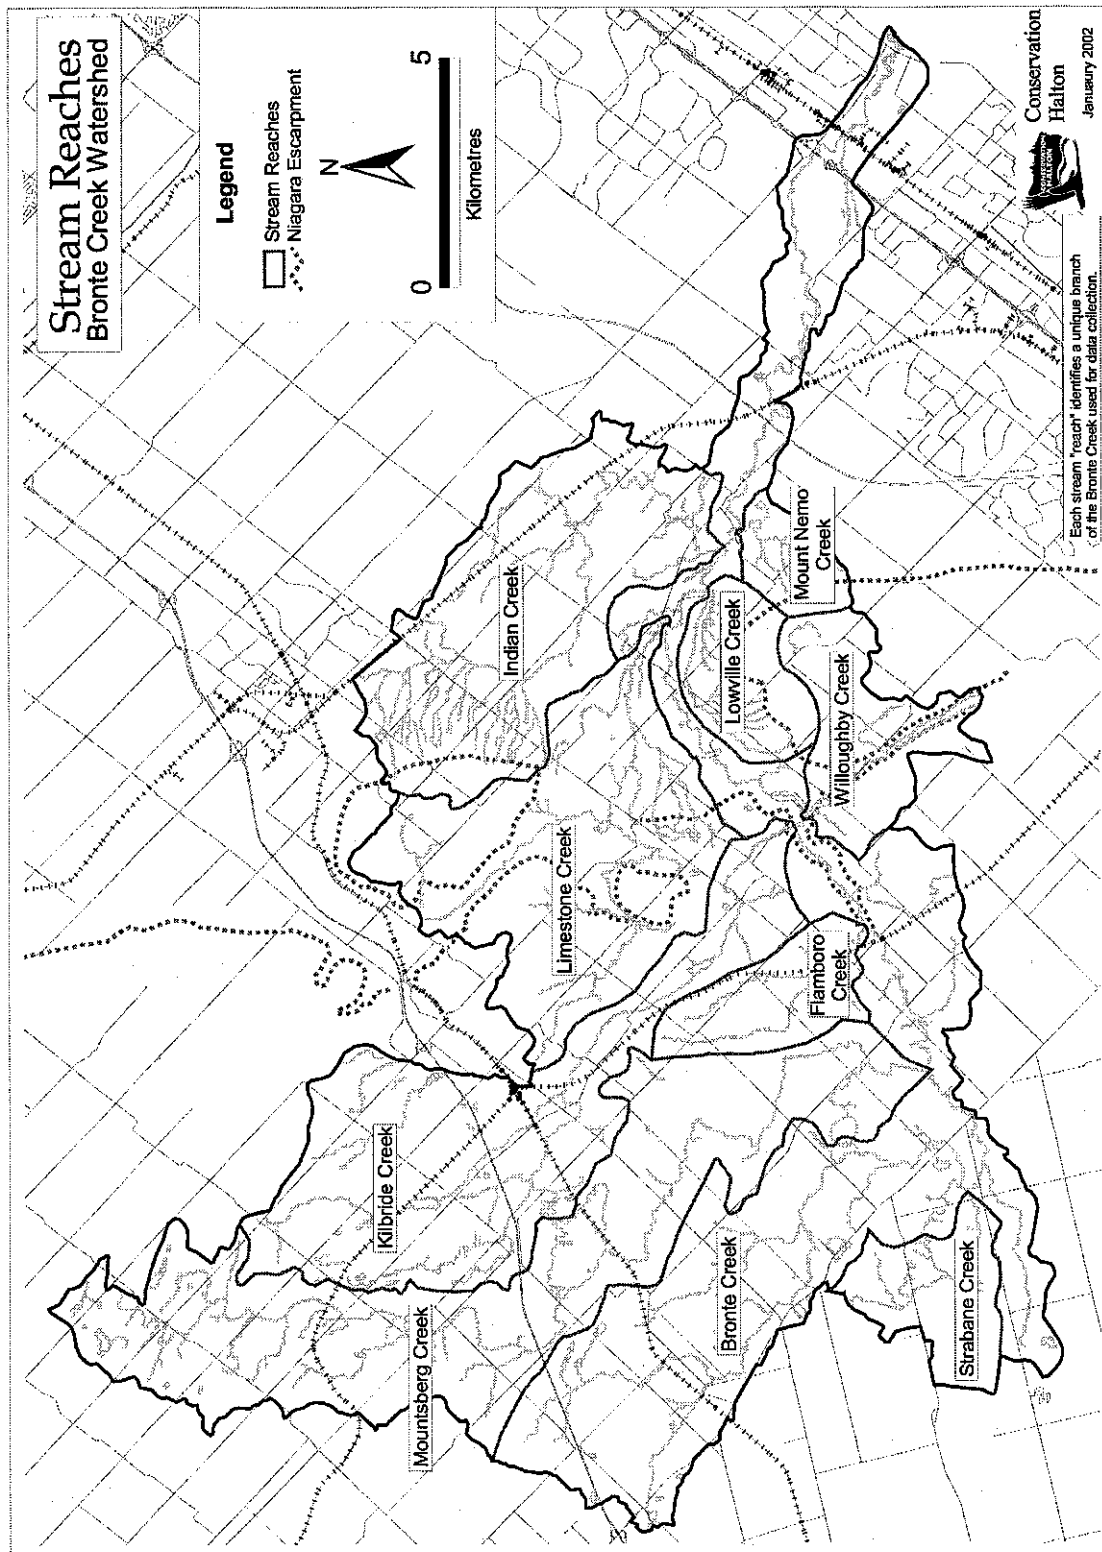 Stream Reaches
Bronte Creek Watershed
Legend
Stream Reaches
Niagara Escarpment
N
0
5
Kilometres
Mountsberg Creek
Kilbride Creek
Limestone Creek
Indian Creek
Bronte Creek
Flamboro
Creek
Lowville Creek
Willoughby Creek
Mount Nemo
Creek
Strabane Creek
Each stream "reach" identifies a unique branch
of the Bronte Creek used for data collection.
Conservation
Halton
Januaury 2002